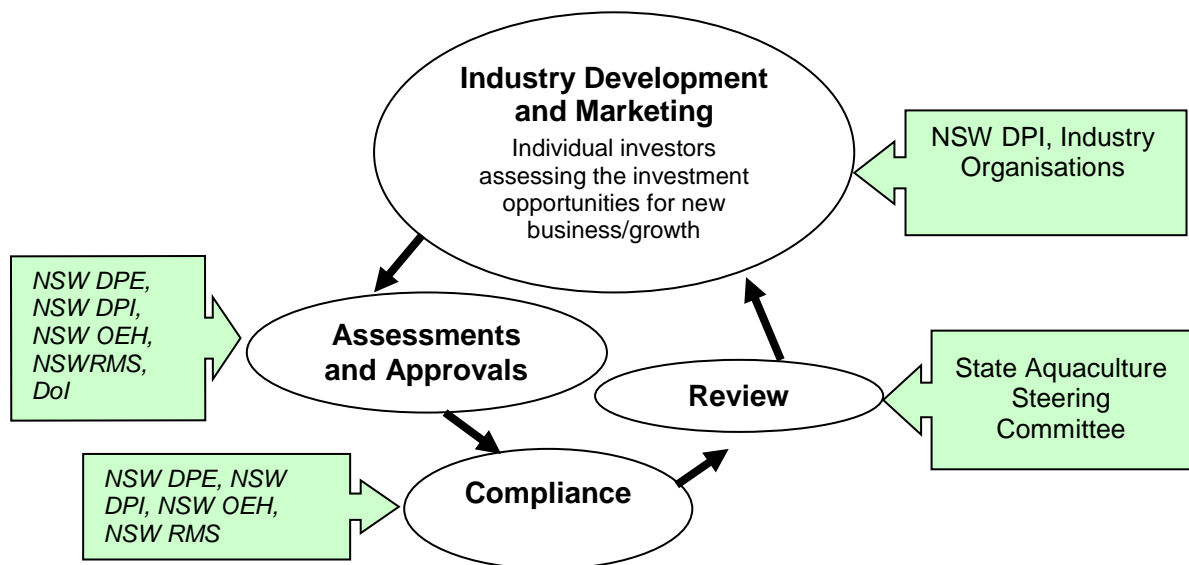 Industry Development
and Marketing
Individual investors
assessing the investment
opportunities for new
business/growth
NSW DPI, Industry
Organisations
NSW DPE,
NSW DPI,
NSW OEH,
NSWRMS,
DoI
Assessments
and Approvals
Review
State Aquaculture
Steering
Committee
NSW DPE, NSW
DPI, NSW OEH,
NSW RMS
Compliance